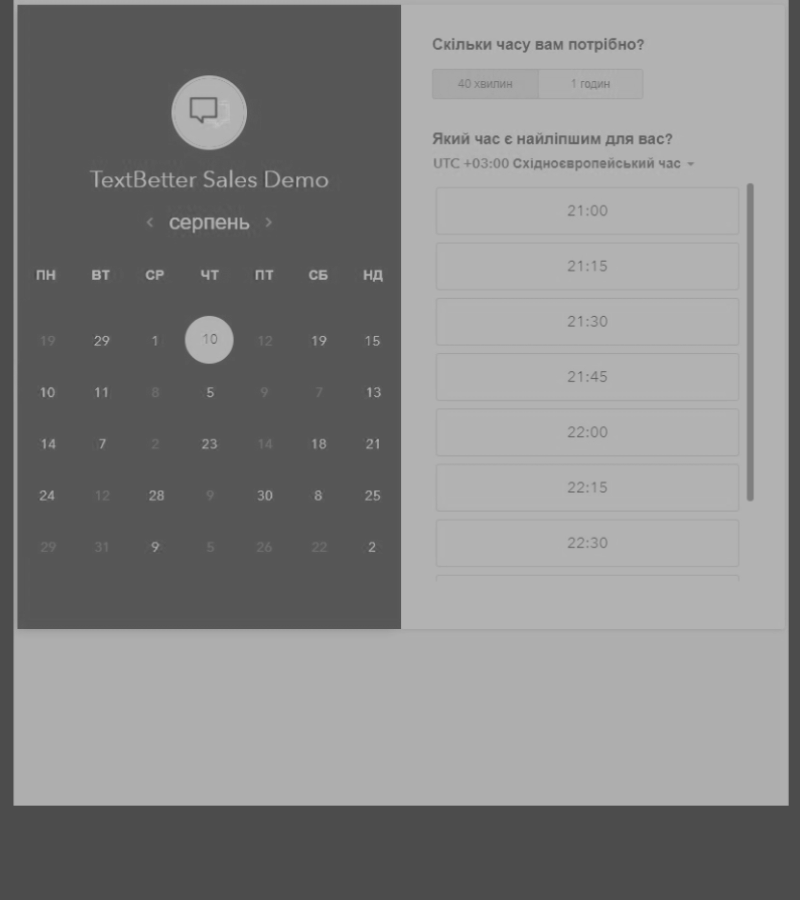 TextBetter Sales Demo
серпень
ПН ВТ СР ЧТ ПТ СБ НД
19 29 1 10 12 19 15
10 11 8 5 9 7 13
14 7 2 23 14 18 21
24 12 28 9 30 8 25
29 31 9 5 26 22 2
Скільки часу вам потрібно?
40 хвилин 1 годин
Який час є найліпшим для вас?
UTC +03:00 Східноєвропейський час
21:00
21:15
21:30
21:45
22:00
22:15
22:30